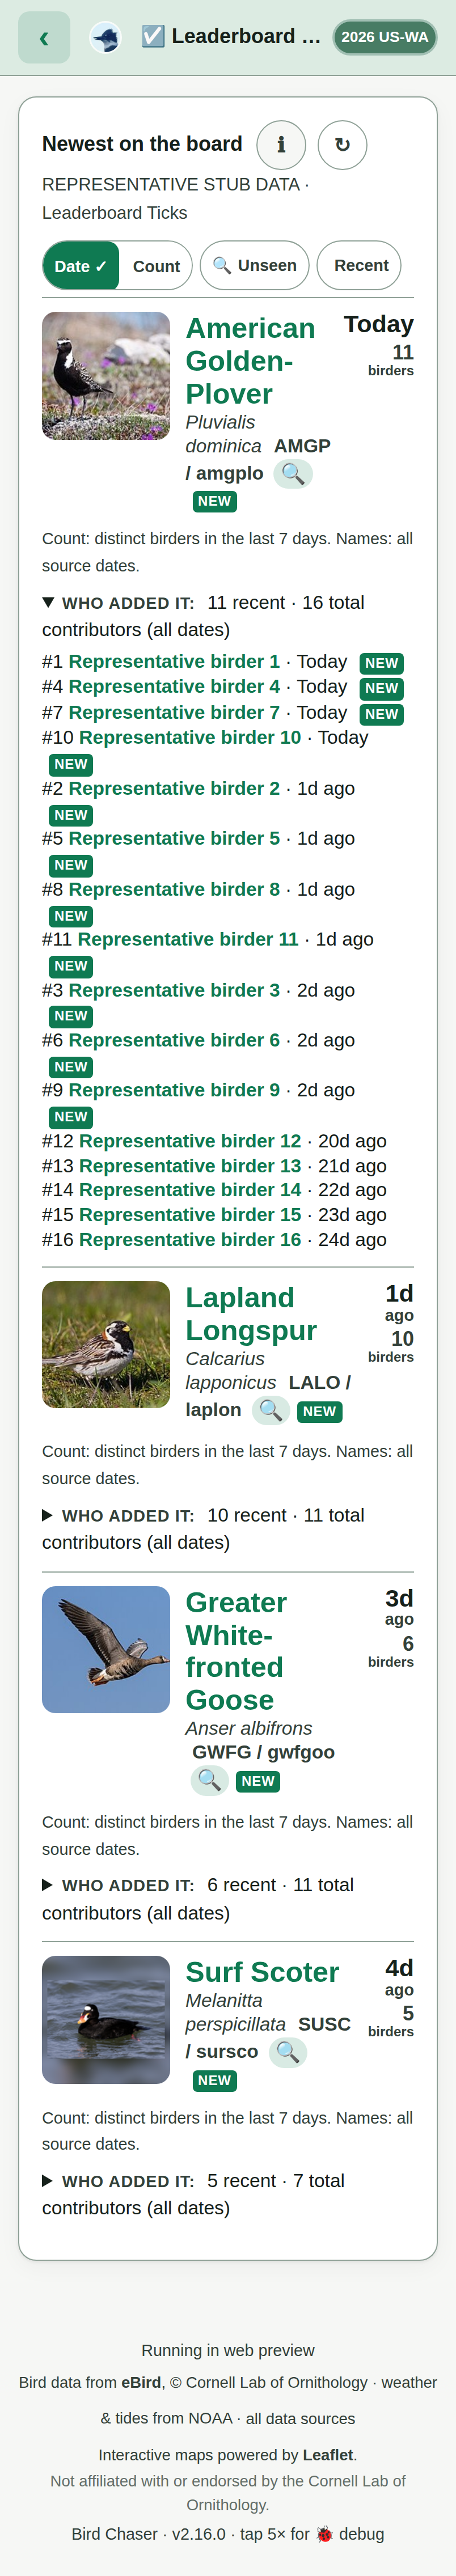 ‹ ☑️ Leaderboard … 2026 US-WA
Newest on the board ℹ ↻
REPRESENTATIVE STUB DATA ·
Leaderboard Ticks
Date ✓ Count 🔍 Unseen Recent
American Today
Golden- 11
Plover birders
Pluvialis
dominica AMGP
/ amgplo 🔍
NEW
Count: distinct birders in the last 7 days. Names: all
source dates.
▼ WHO ADDED IT: 11 recent · 16 total
contributors (all dates)
#1 Representative birder 1 · Today NEW
#4 Representative birder 4 · Today NEW
#7 Representative birder 7 · Today NEW
#10 Representative birder 10 · Today
NEW
#2 Representative birder 2 · 1d ago
NEW
#5 Representative birder 5 · 1d ago
NEW
#8 Representative birder 8 · 1d ago
NEW
#11 Representative birder 11 · 1d ago
NEW
#3 Representative birder 3 · 2d ago
NEW
#6 Representative birder 6 · 2d ago
NEW
#9 Representative birder 9 · 2d ago
NEW
#12 Representative birder 12 · 20d ago
#13 Representative birder 13 · 21d ago
#14 Representative birder 14 · 22d ago
#15 Representative birder 15 · 23d ago
#16 Representative birder 16 · 24d ago
Lapland 1d
Longspur ago
Calcarius 10
lapponicus LALO / birders
laplon 🔍 NEW
Count: distinct birders in the last 7 days. Names: all
source dates.
▶ WHO ADDED IT: 10 recent · 11 total
contributors (all dates)
Greater 3d
White- ago
fronted 6
Goose birders
Anser albifrons
GWFG / gwfgoo
🔍 NEW
Count: distinct birders in the last 7 days. Names: all
source dates.
▶ WHO ADDED IT: 6 recent · 11 total
contributors (all dates)
Surf Scoter 4d
Melanitta ago
perspicillata SUSC 5
/ sursco 🔍 birders
NEW
Count: distinct birders in the last 7 days. Names: all
source dates.
▶ WHO ADDED IT: 5 recent · 7 total
contributors (all dates)
Running in web preview
Bird data from eBird, © Cornell Lab of Ornithology · weather
& tides from NOAA · all data sources
Interactive maps powered by Leaflet.
Not affiliated with or endorsed by the Cornell Lab of
Ornithology.
Bird Chaser · v2.16.0 · tap 5× for 🐞 debug